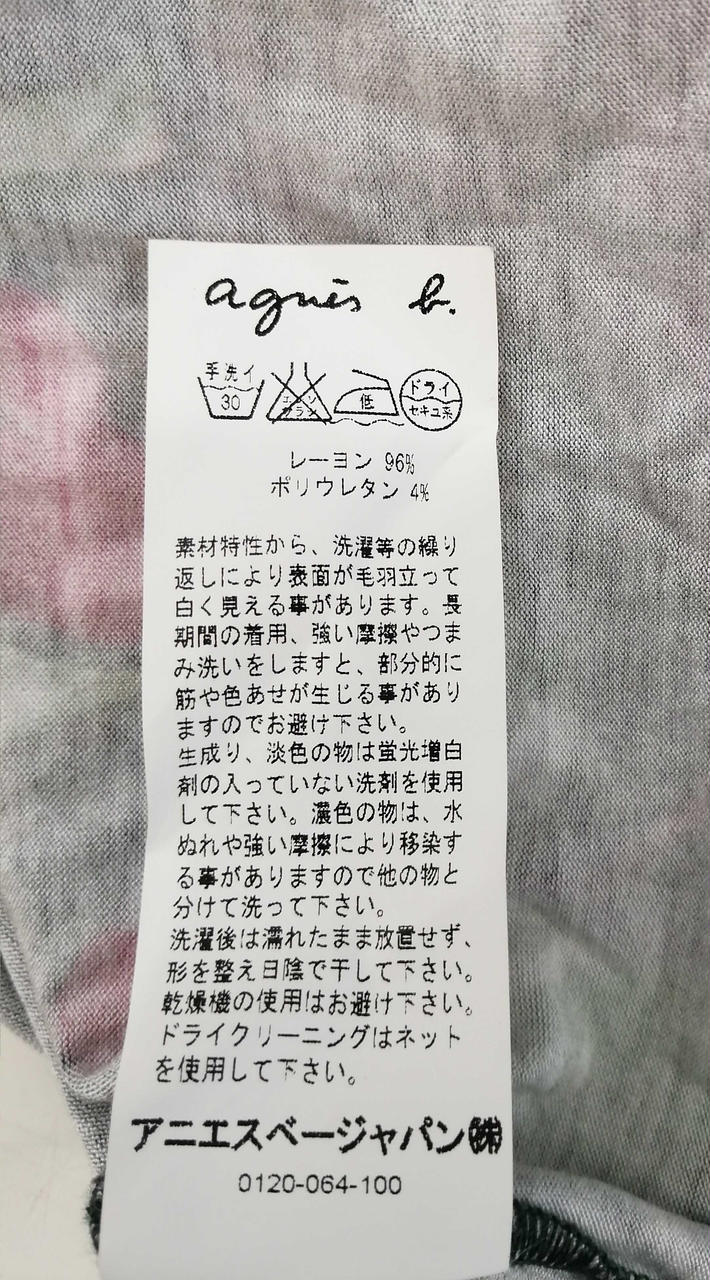 agnès b.
手洗イ
30
エンソ
サラシ
低
ドライ
セキユ系
レーヨン 96%
ポリウレタン 4%
素材特性から、洗濯等の繰り
返しにより表面が毛羽立って
白く見える事があります。長
期間の着用、強い摩擦やつま
み洗いをしますと、部分的に
筋や色あせが生じる事があり
ますのでお避け下さい。
生成り、淡色の物は蛍光増白
剤の入っていない洗剤を使用
して下さい。濃色の物は、水
ぬれや強い摩擦により移染す
る事がありますので他の物と
分けて洗って下さい。
洗濯後は濡れたまま放置せず、
形を整え日陰で干して下さい。
乾燥機の使用はお避け下さい。
ドライクリーニングはネット
を使用して下さい。
アニエスベージャパン㈱
0120-064-100